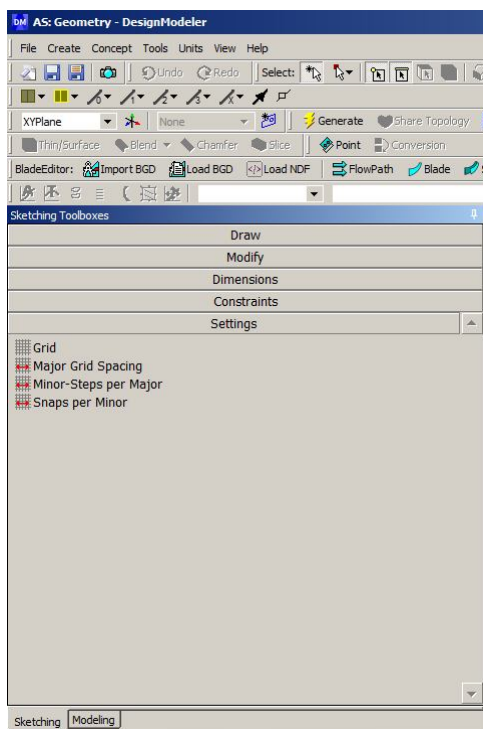 DM AS: Geometry - DesignModeler
File Create Concept Tools Units View Help
Undo Redo Select:
XYPlane None Generate Share Topology
Thin/Surface Blend Chamfer Slice Point Conversion
BladeEditor: Import BGD Load BGD Load NDF FlowPath Blade
Sketching Toolboxes
Draw
Modify
Dimensions
Constraints
Settings
Grid
Major Grid Spacing
Minor-Steps per Major
Snaps per Minor
Sketching Modeling